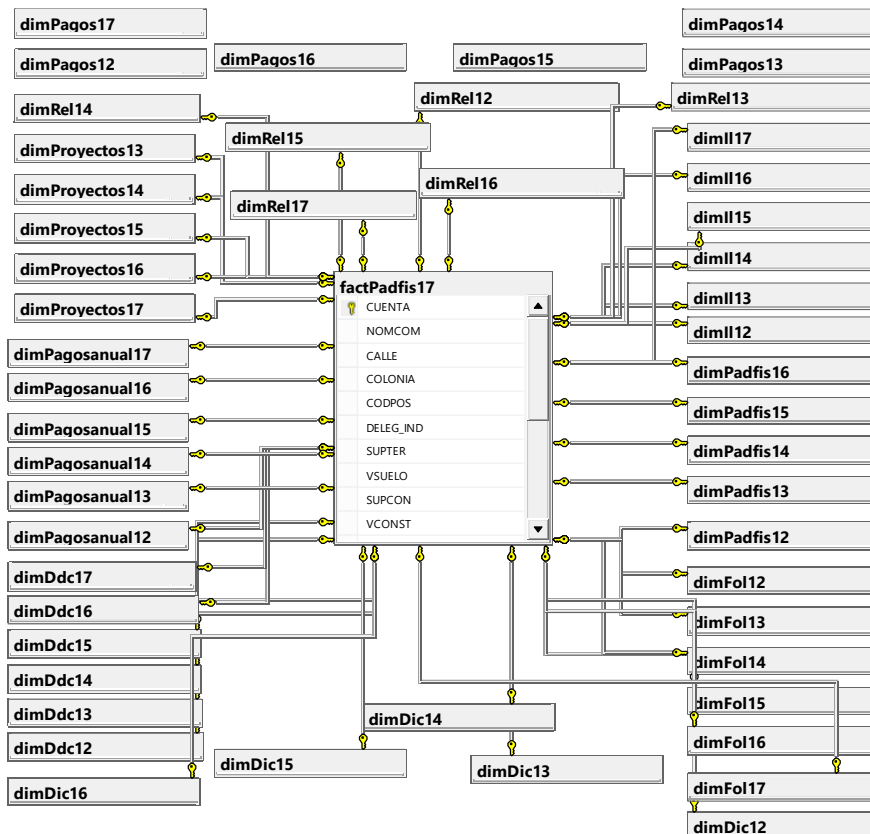 dimPagos17
dimPagos14
dimPagos12
dimPagos16
dimPagos15
dimPagos13
dimRel14
dimRel12
dimRel13
dimRel15
dimIl17
dimProyectos13
dimRel16
dimIl16
dimProyectos14
dimRel17
dimIl15
dimProyectos15
dimIl14
dimProyectos16
factPadfis17
dimIl13
dimProyectos17
CUENTA
NOMCOM
dimIl12
dimPagosanual17
CALLE
dimPadfis16
dimPagosanual16
COLONIA
CODPOS
dimPadfis15
dimPagosanual15
DELEG_IND
dimPagosanual14
SUPTER
dimPadfis14
dimPagosanual13
VSUELO
dimPadfis13
SUPCON
dimPagosanual12
VCONST
dimPadfis12
dimDdc17
dimFol12
dimDdc16
dimFol13
dimDdc15
dimFol14
dimDdc14
dimFol15
dimDdc13
dimDic14
dimFol16
dimDdc12
dimDic15
dimDic13
dimDic16
dimFol17
dimDic12